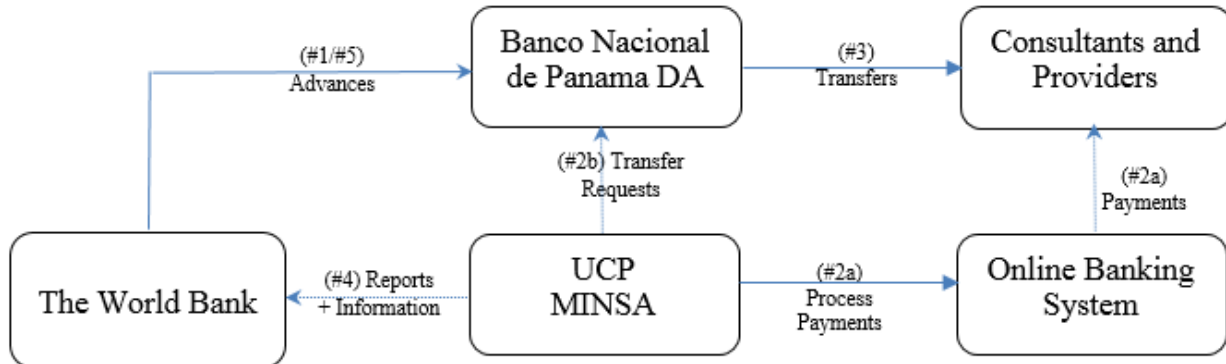 (#1/#5)
Advances
Banco Nacional
de Panama DA
(#3)
Transfers
Consultants and
Providers
(#2b) Transfer
Requests
(#2a)
Payments
The World Bank
(#4) Reports
+ Information
UCP
MINSA
(#2a)
Process
Payments
Online Banking
System